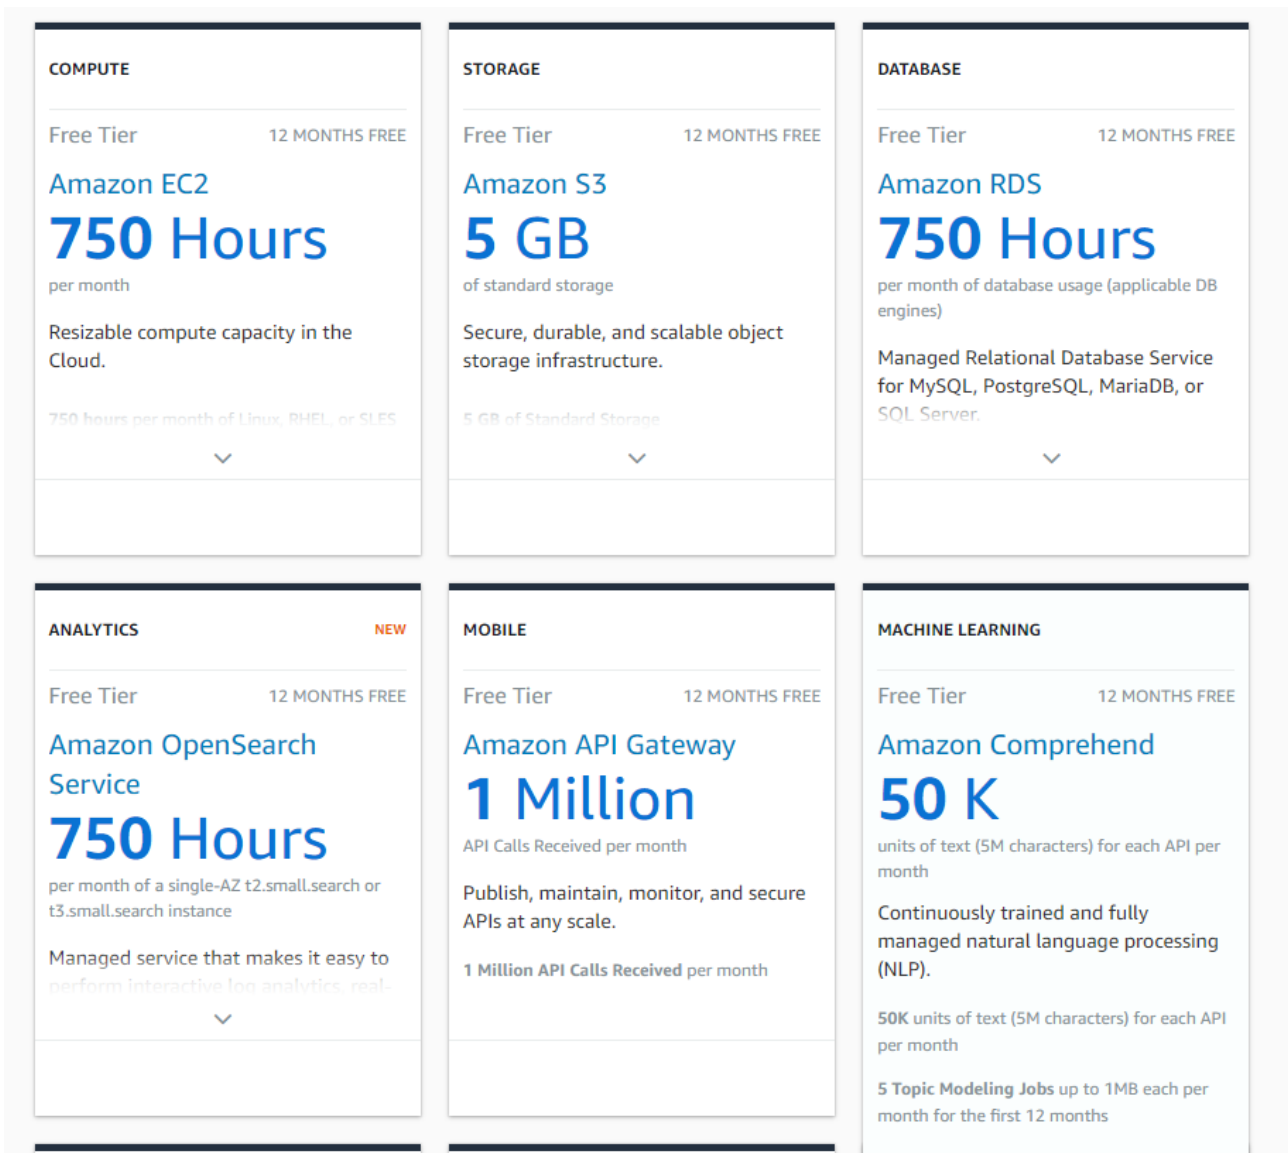 COMPUTE
Free Tier 12 MONTHS FREE
Amazon EC2
750 Hours
per month
Resizable compute capacity in the
Cloud.
750 hours per month of Linux, RHEL, or SLES
STORAGE
Free Tier 12 MONTHS FREE
Amazon S3
5 GB
of standard storage
Secure, durable, and scalable object
storage infrastructure.
5 GB of Standard Storage
DATABASE
Free Tier 12 MONTHS FREE
Amazon RDS
750 Hours
per month of database usage (applicable DB
engines)
Managed Relational Database Service
for MySQL, PostgreSQL, MariaDB, or
SQL Server.
ANALYTICS NEW
Free Tier 12 MONTHS FREE
Amazon OpenSearch
Service
750 Hours
per month of a single-AZ t2.small.search or
t3.small.search instance
Managed service that makes it easy to
perform interactive log analytics, real-
MOBILE
Free Tier 12 MONTHS FREE
Amazon API Gateway
1 Million
API Calls Received per month
Publish, maintain, monitor, and secure
APIs at any scale.
1 Million API Calls Received per month
MACHINE LEARNING
Free Tier 12 MONTHS FREE
Amazon Comprehend
50 K
units of text (5M characters) for each API per
month
Continuously trained and fully
managed natural language processing
(NLP).
50K units of text (5M characters) for each API
per month
5 Topic Modeling Jobs up to 1MB each per
month for the first 12 months